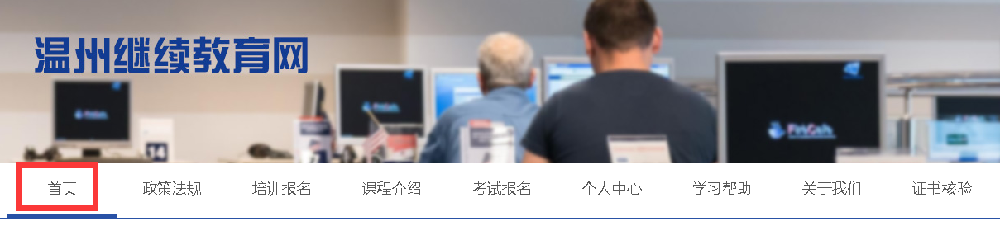 温州继续教育网
14
首页
政策法规
培训报名
课程介绍
考试报名
个人中心
学习帮助
关于我们
证书核验